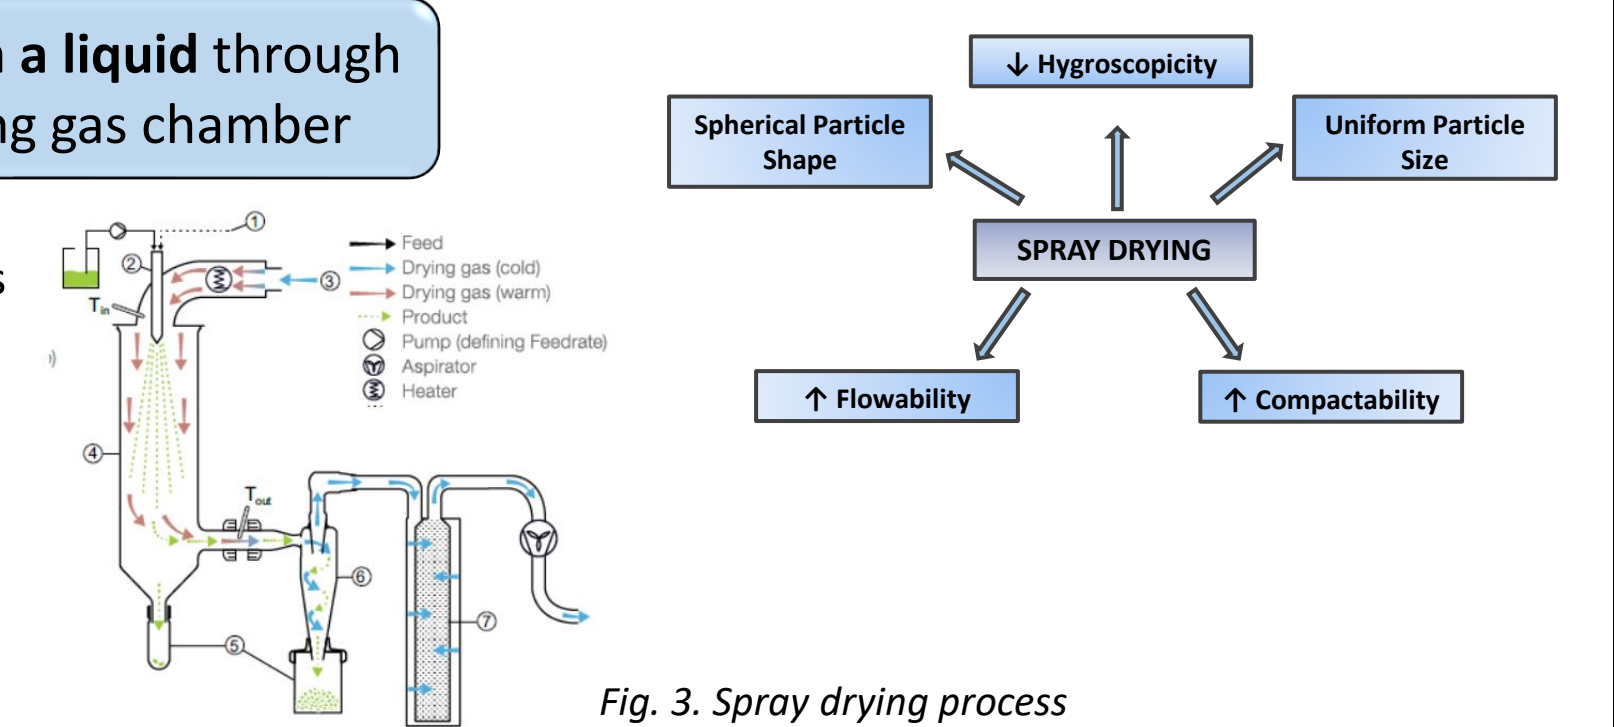 a liquid through
ng gas chamber
s
↓ Hygroscopicity
Spherical Particle
Shape
Uniform Particle
Size
SPRAY DRYING
↑ Flowability
↑ Compactability
1
2
3
T in
Feed
Drying gas (cold)
Drying gas (warm)
Product
Pump (defining Feedrate)
Aspirator
Heater
4
T out
6
7
5
Fig. 3. Spray drying process